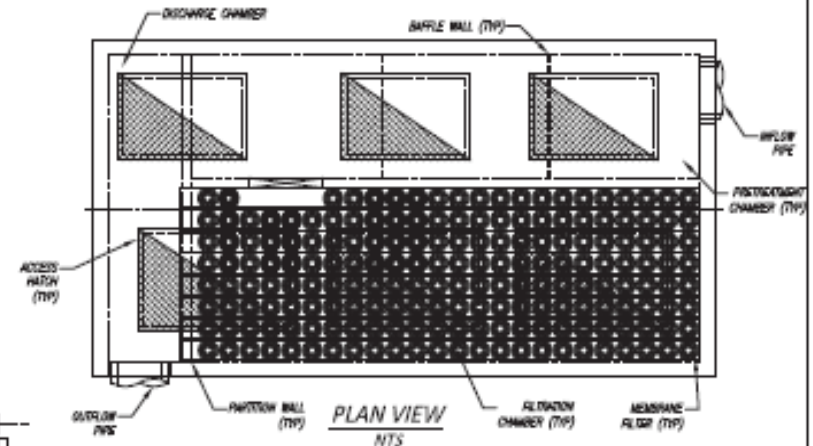 DISCHARGE CHAMBER
BAFFLE WALL (TYP)
INFLOW
PIPE
PRETREATMENT
CHAMBER (TYP)
ACCESS
HATCH
(TYP)
OUTFLOW
PIPE
PARTITION WALL
(TYP)
PLAN VIEW
NTS
FILTRATION
CHAMBER (TYP)
MEMBRANE
FILTER (TYP)